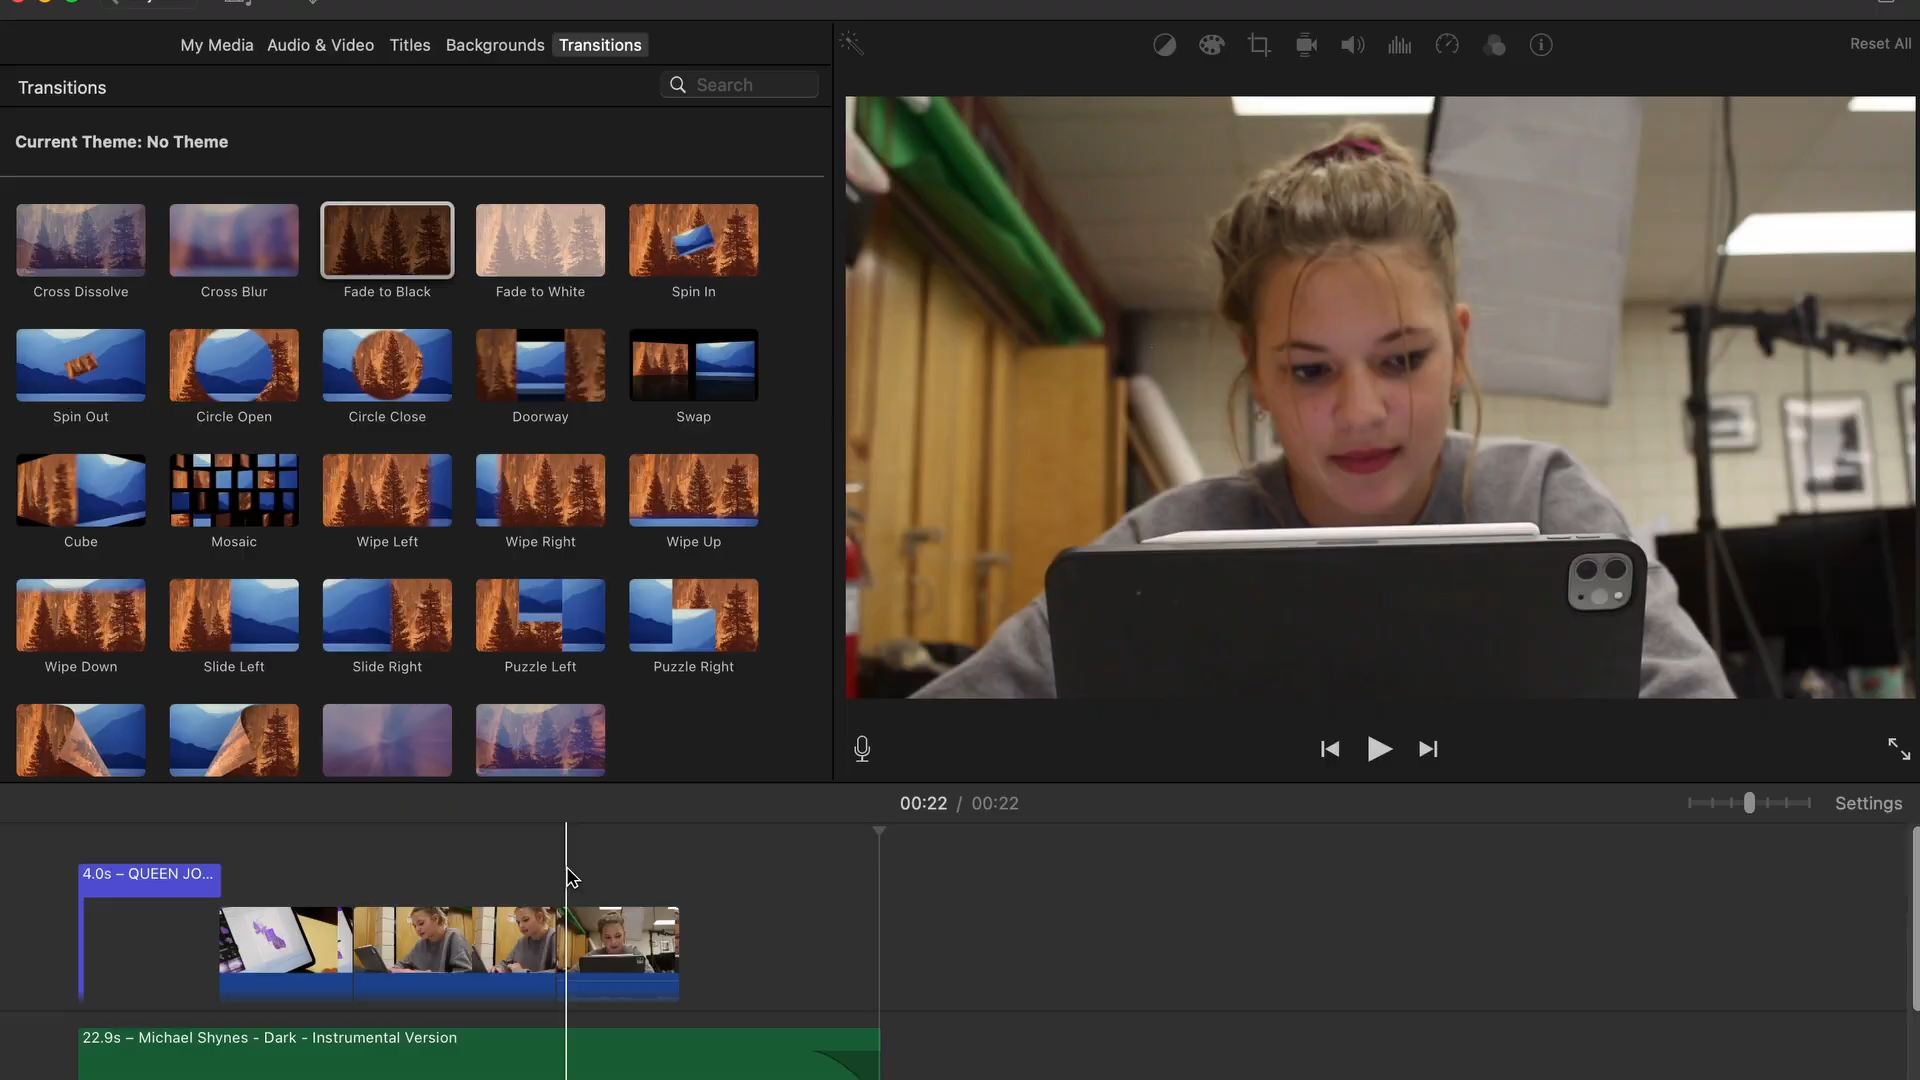 My Media Audio & Video Titles Backgrounds Transitions
Reset All
Transitions
Search
Current Theme: No Theme
Cross Dissolve
Cross Blur
Fade to Black
Fade to White
Spin In
Spin Out
Circle Open
Circle Close
Doorway
Swap
Cube
Mosaic
Wipe Left
Wipe Right
Wipe Up
Wipe Down
Slide Left
Slide Right
Puzzle Left
Puzzle Right
00:22 / 00:22
Settings
4.0s – QUEEN JO...
22.9s – Michael Shynes - Dark - Instrumental Version